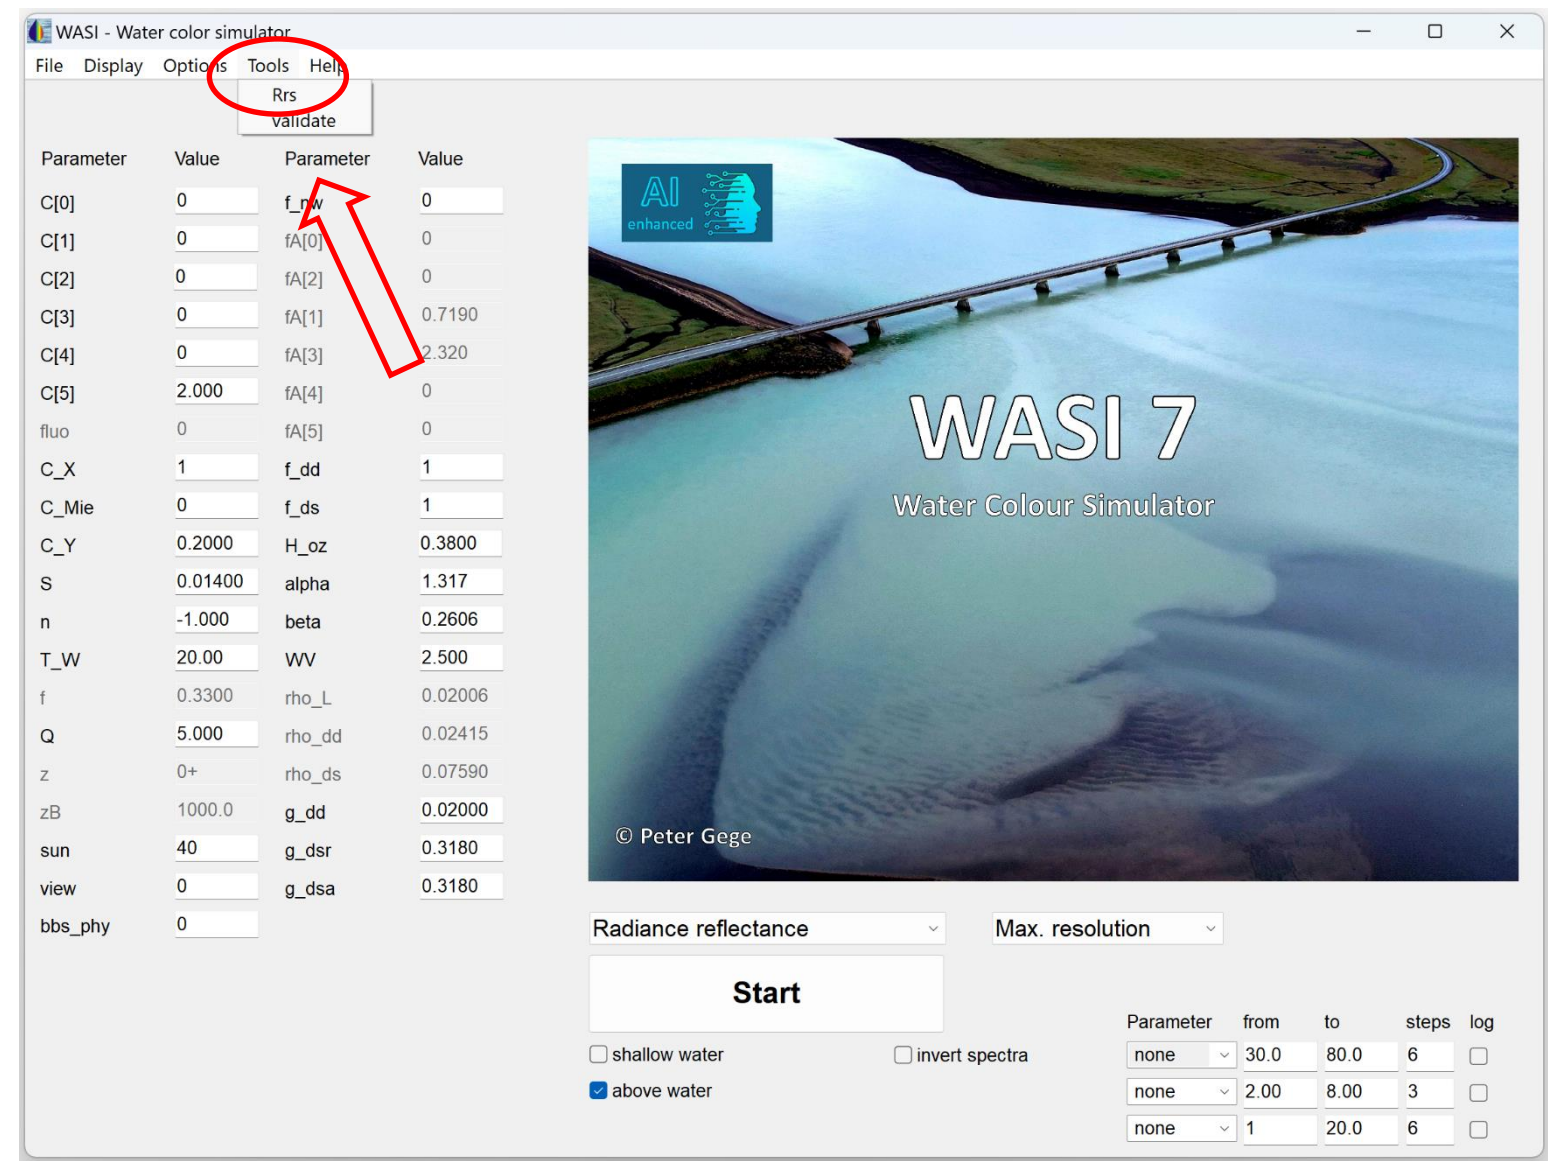 WASI - Water color simulator
File Display Options Tools Help
Rrs
validate
Parameter Value Parameter Value
C[0] 0 f_nw 0
C[1] 0 fA[0] 0
C[2] 0 fA[2] 0
C[3] 0 fA[1] 0.7190
C[4] 0 fA[3] 2.320
C[5] 2.000 fA[4] 0
fluo 0 fA[5] 0
C_X 1 f_dd 1
C_Mie 0 f_ds 1
C_Y 0.2000 H_oz 0.3800
S 0.01400 alpha 1.317
n -1.000 beta 0.2606
T_W 20.00 WV 2.500
f 0.3300 rho_L 0.02006
Q 5.000 rho_dd 0.02415
z 0+ rho_ds 0.07590
zB 1000.0 g_dd 0.02000
sun 40 g_dsr 0.3180
view 0 g_dsa 0.3180
bbs_phy 0
AI
enhanced
WASI 7
Water Colour Simulator
© Peter Gege
Radiance reflectance Max. resolution
Start
shallow water invert spectra
above water
Parameter from to steps log
none 30.0 80.0 6
none 2.00 8.00 3
none 1 20.0 6